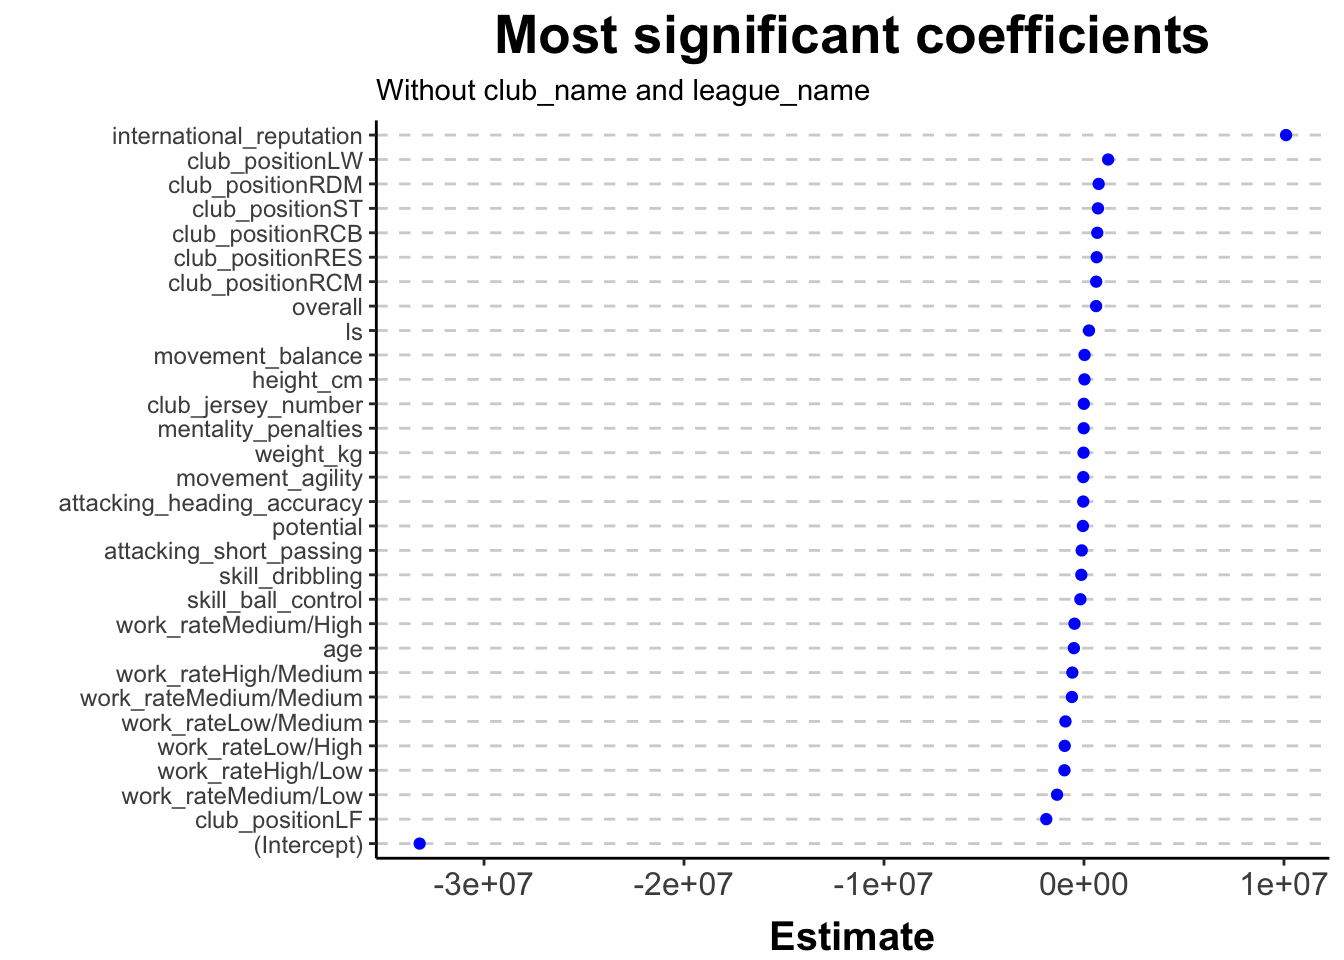 Most significant coefficients
Without club_name and league_name
international_reputation
club_positionLW
club_positionRDM
club_positionST
club_positionRCB
club_positionRES
club_positionRCM
overall
ls
movement_balance
height_cm
club_jersey_number
mentality_penalties
weight_kg
movement_agility
attacking_heading_accuracy
potential
attacking_short_passing
skill_dribbling
skill_ball_control
work_rateMedium/High
age
work_rateHigh/Medium
work_rateMedium/Medium
work_rateLow/Medium
work_rateLow/High
work_rateHigh/Low
work_rateMedium/Low
club_positionLF
(Intercept)
-3e+07 -2e+07 -1e+07 0e+00 1e+07
Estimate